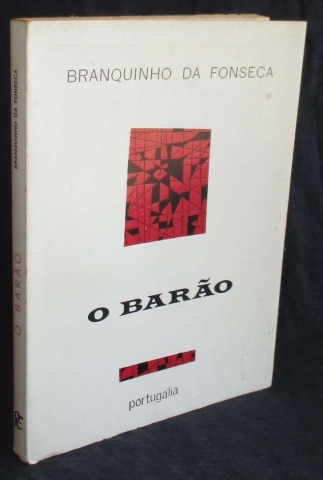 BRANQUINHO DA FONSECA
O BARÃO
portugalia
BRANQUINHO DA FONSECA
O BARÃO